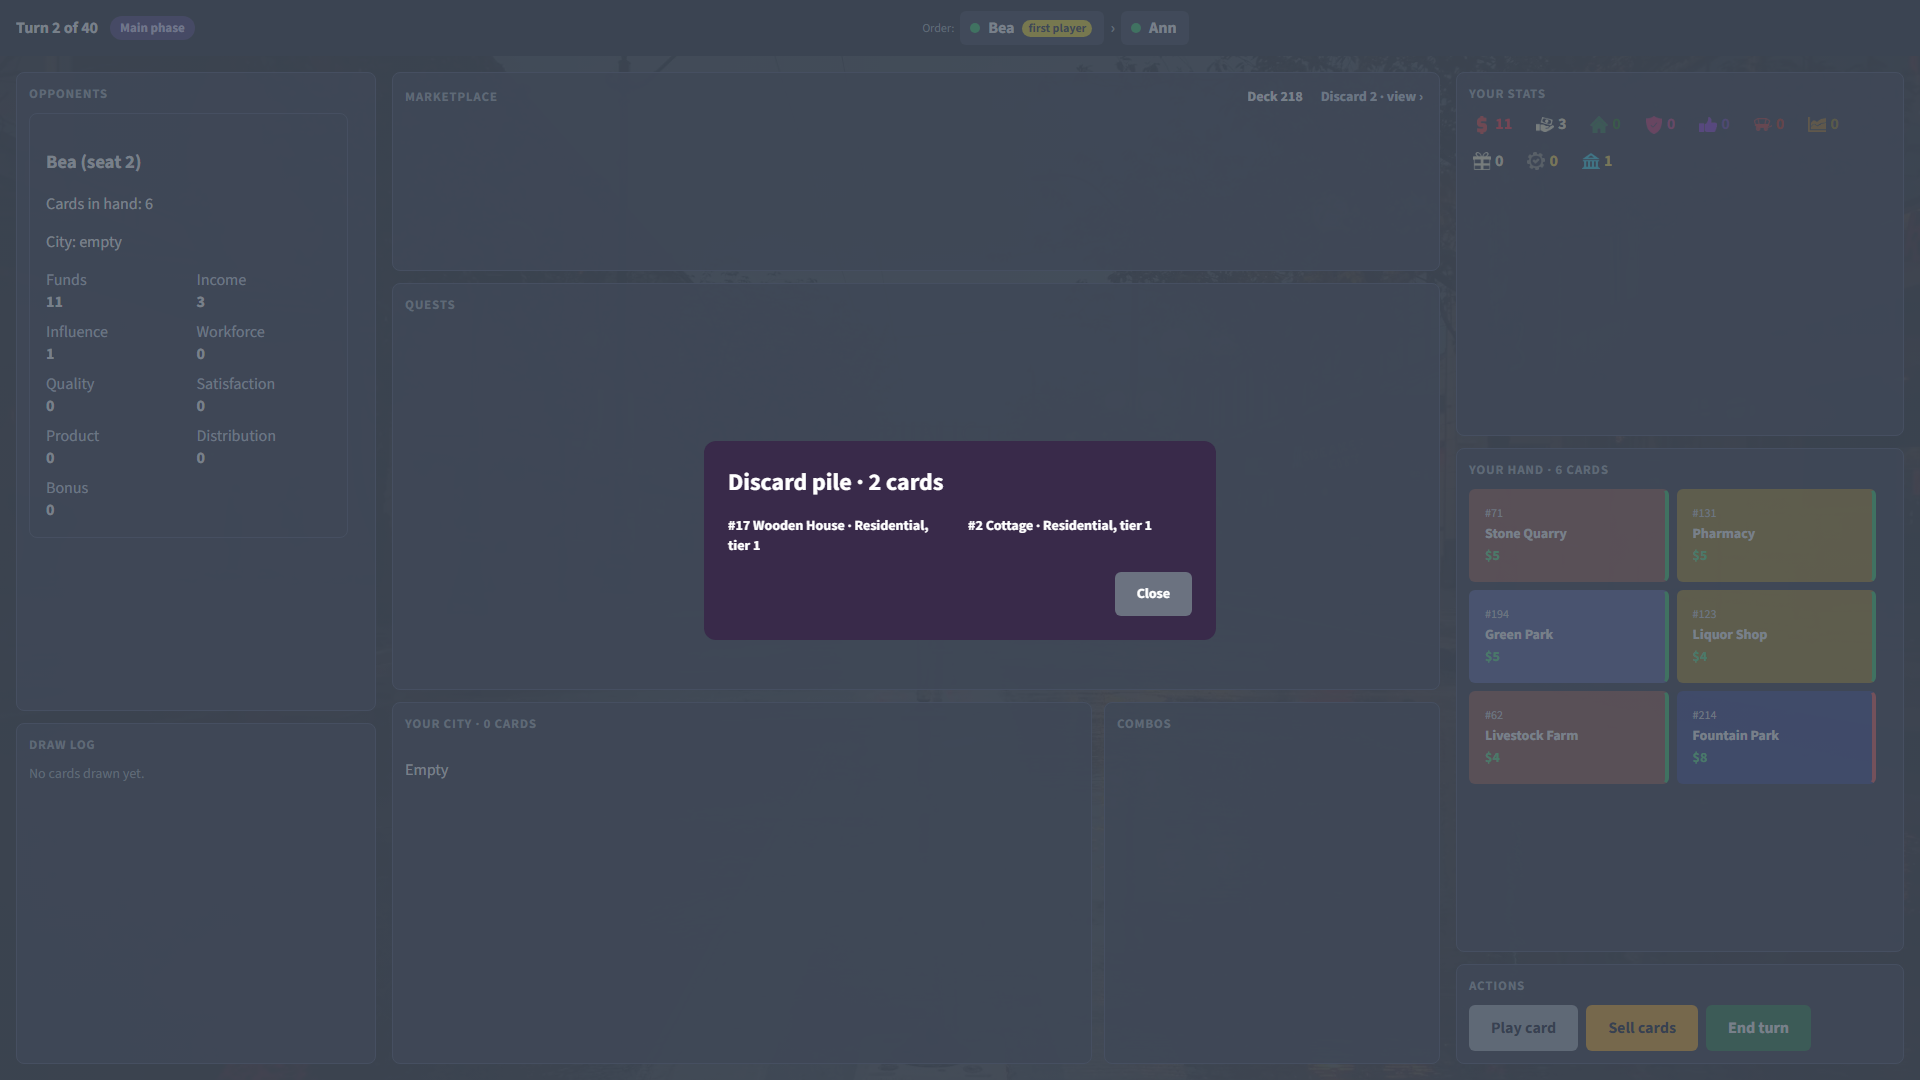 Turn 2 of 40
Main phase
Order:
Bea
first player
›
Ann
OPPONENTS
Bea (seat 2)
Cards in hand: 6
City: empty
Funds
Income
11
3
Influence
Workforce
1
0
Quality
Satisfaction
0
0
Product
Distribution
0
0
Bonus
0
DRAW LOG
No cards drawn yet.
MARKETPLACE
Deck 218
Discard 2 · view ›
QUESTS
Discard pile · 2 cards
#17 Wooden House · Residential,
tier 1
#2 Cottage · Residential, tier 1
Close
YOUR CITY · 0 CARDS
Empty
COMBOS
YOUR STATS
11
3
0
0
0
0
0
0
0
1
YOUR HAND · 6 CARDS
#71
Stone Quarry
$5
#131
Pharmacy
$5
#194
Green Park
$5
#123
Liquor Shop
$4
#62
Livestock Farm
$4
#214
Fountain Park
$8
ACTIONS
Play card
Sell cards
End turn